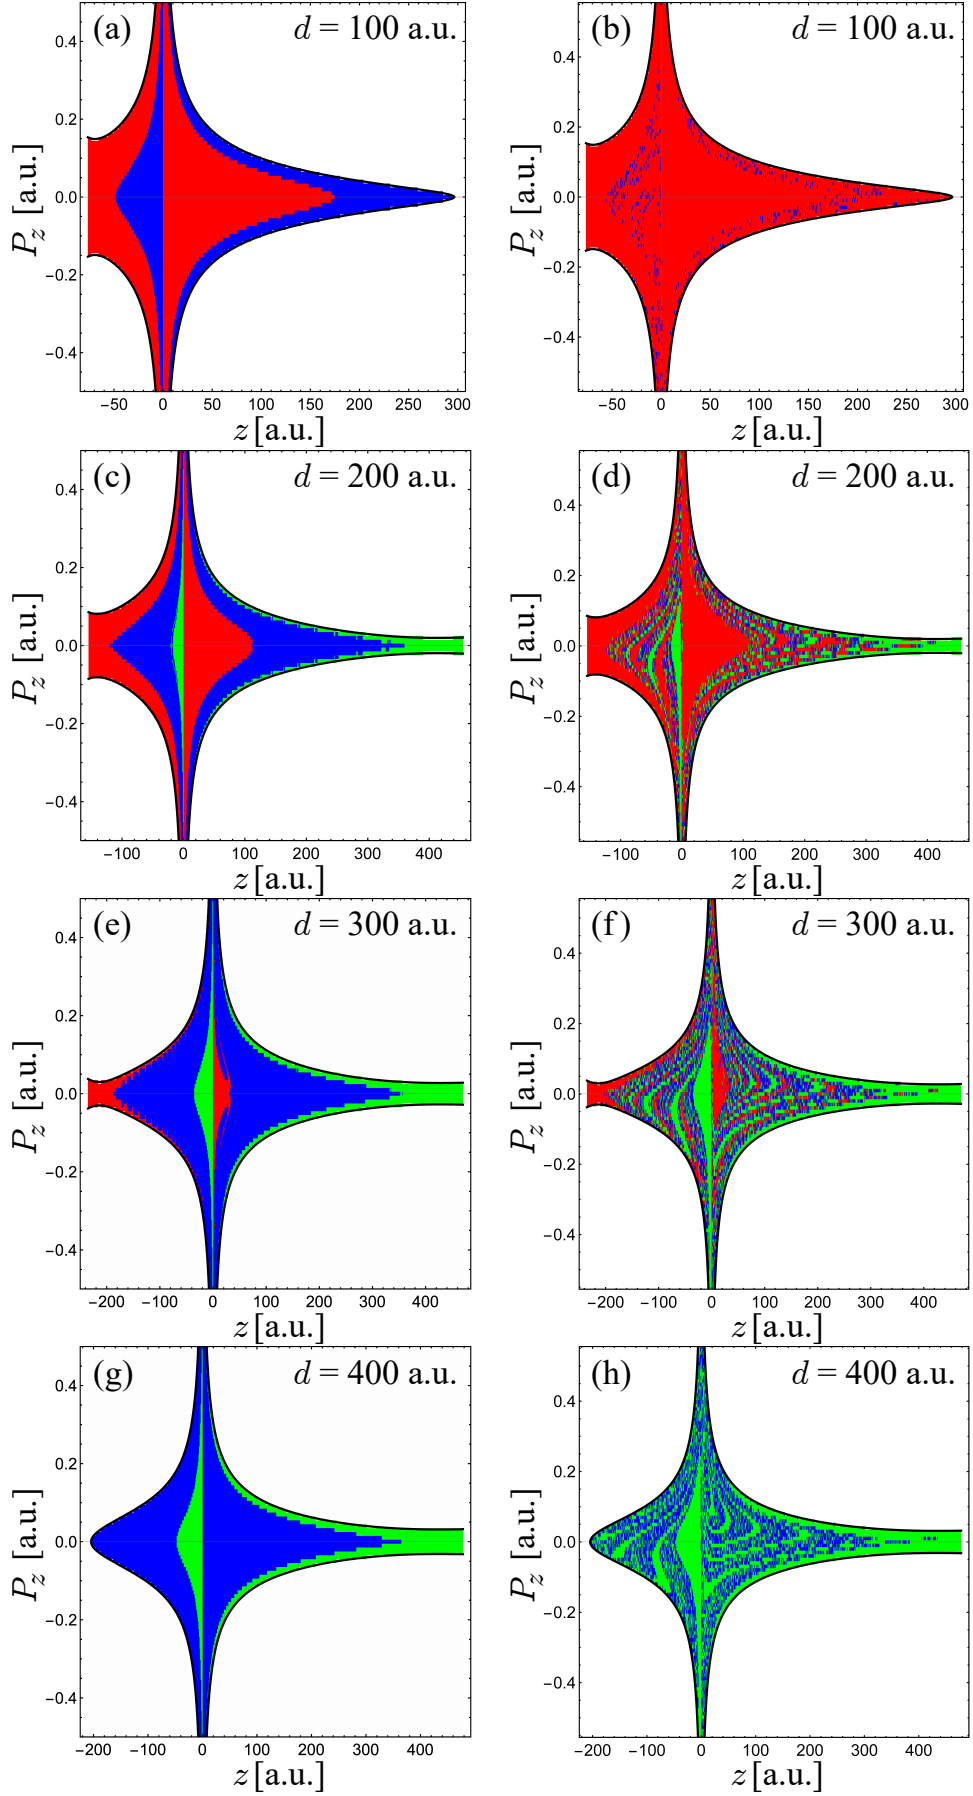 (a) d = 100 a.u.
P_z [a.u.]
0.4
0.2
0.0
−0.2
−0.4
−50 0 50 100 150 200 250 300
z [a.u.]
(b) d = 100 a.u.
P_z [a.u.]
0.4
0.2
0.0
−0.2
−0.4
−50 0 50 100 150 200 250 300
z [a.u.]
(c) d = 200 a.u.
P_z [a.u.]
0.4
0.2
0.0
−0.2
−0.4
−100 0 100 200 300 400
z [a.u.]
(d) d = 200 a.u.
P_z [a.u.]
0.4
0.2
0.0
−0.2
−0.4
−100 0 100 200 300 400
z [a.u.]
(e) d = 300 a.u.
P_z [a.u.]
0.4
0.2
0.0
−0.2
−0.4
−200 −100 0 100 200 300 400
z [a.u.]
(f) d = 300 a.u.
P_z [a.u.]
0.4
0.2
0.0
−0.2
−0.4
−200 −100 0 100 200 300 400
z [a.u.]
(g) d = 400 a.u.
P_z [a.u.]
0.4
0.2
0.0
−0.2
−0.4
−200 −100 0 100 200 300 400
z [a.u.]
(h) d = 400 a.u.
P_z [a.u.]
0.4
0.2
0.0
−0.2
−0.4
−200 −100 0 100 200 300 400
z [a.u.]